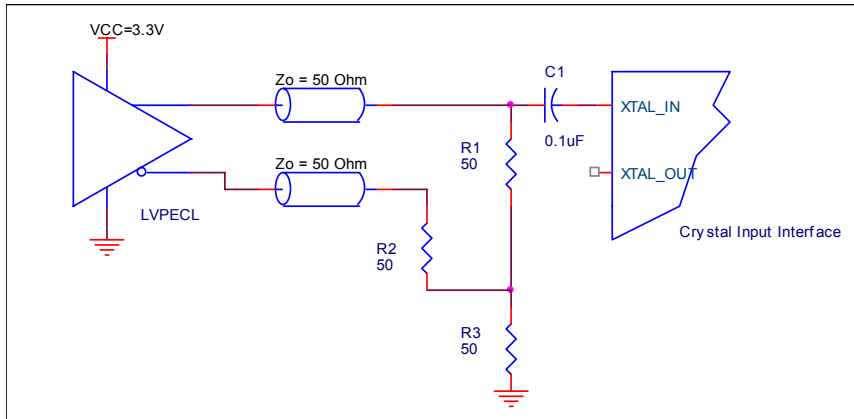 VCC=3.3V
Zo = 50 Ohm
C1
0.1uF
XTAL_IN
R1
50
Zo = 50 Ohm
XTAL_OUT
LVPECL
Crystal Input Interface
R2
50
R3
50